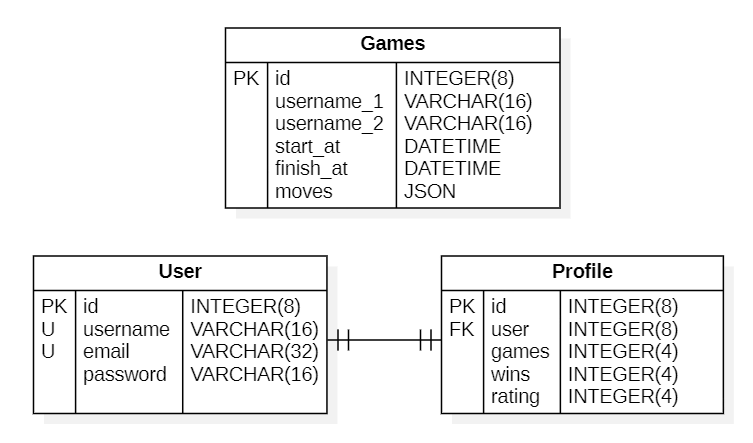 Games
PK id INTEGER(8)
username_1 VARCHAR(16)
username_2 VARCHAR(16)
start_at DATETIME
finish_at DATETIME
moves JSON
User
PK id INTEGER(8)
U username VARCHAR(16)
U email VARCHAR(32)
password VARCHAR(16)
Profile
PK id INTEGER(8)
FK user INTEGER(8)
games INTEGER(4)
wins INTEGER(4)
rating INTEGER(4)